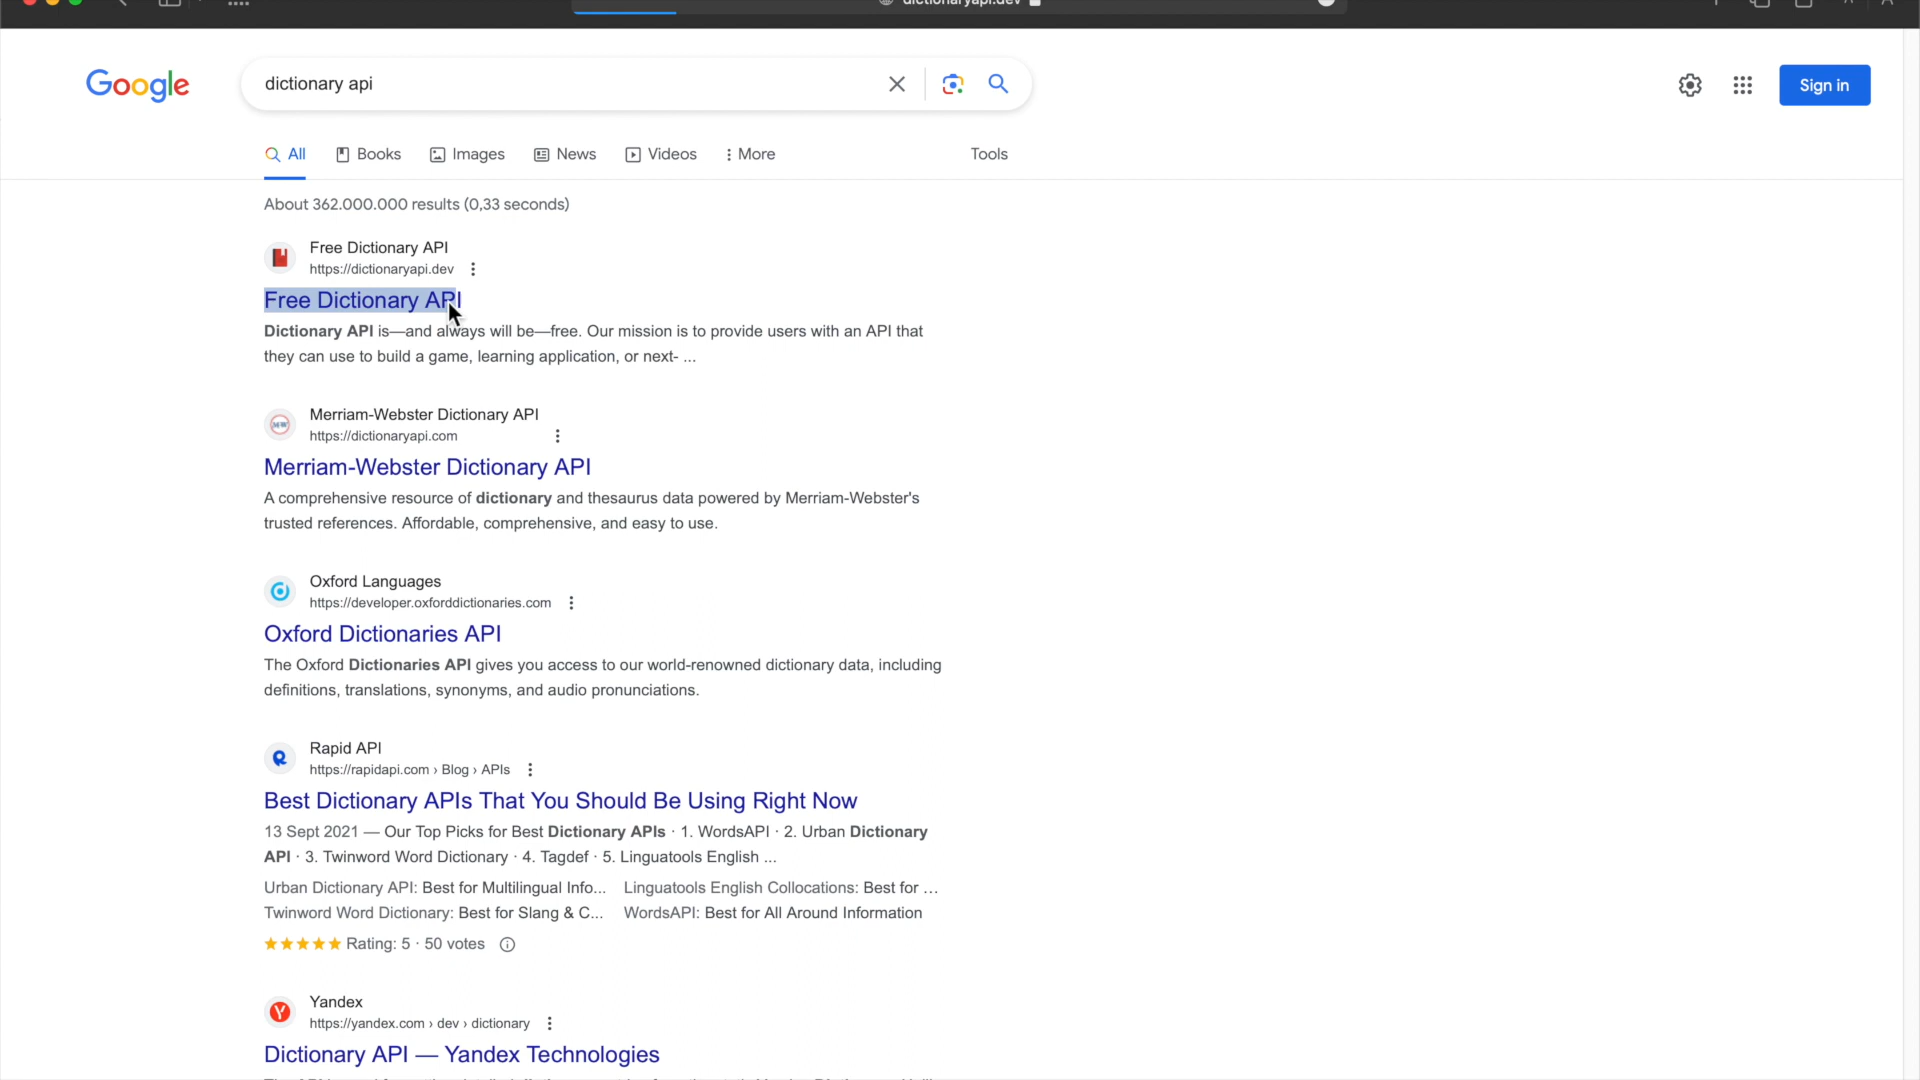 dictionaryapi.dev
Google
dictionary api
Sign in
All
Books
Images
News
Videos
More
Tools
About 362.000.000 results (0,33 seconds)
Free Dictionary API
https://dictionaryapi.dev
Free Dictionary API
Dictionary API is—and always will be—free. Our mission is to provide users with an API that
they can use to build a game, learning application, or next- ...
Merriam-Webster Dictionary API
https://dictionaryapi.com
Merriam-Webster Dictionary API
A comprehensive resource of dictionary and thesaurus data powered by Merriam-Webster's
trusted references. Affordable, comprehensive, and easy to use.
Oxford Languages
https://developer.oxforddictionaries.com
Oxford Dictionaries API
The Oxford Dictionaries API gives you access to our world-renowned dictionary data, including
definitions, translations, synonyms, and audio pronunciations.
Rapid API
https://rapidapi.com › Blog › APIs
Best Dictionary APIs That You Should Be Using Right Now
13 Sept 2021 — Our Top Picks for Best Dictionary APIs · 1. WordsAPI · 2. Urban Dictionary
API · 3. Twinword Word Dictionary · 4. Tagdef · 5. Linguatools English ...
Urban Dictionary API: Best for Multilingual Info... Linguatools English Collocations: Best for ...
Twinword Word Dictionary: Best for Slang & C... WordsAPI: Best for All Around Information
Rating: 5 · 50 votes
Yandex
https://yandex.com › dev › dictionary
Dictionary API — Yandex Technologies